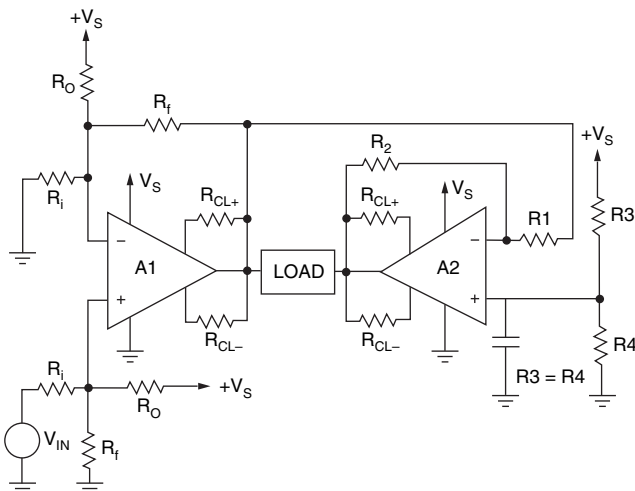 +VS
RO
Rf
R2
+VS
Ri
VS
RCL+
RCL+
VS
R1
R3
−
−
A1
LOAD
A2
+
+
RCL−
RCL−
R4
Ri
R3 = R4
RO
+VS
VIN
Rf